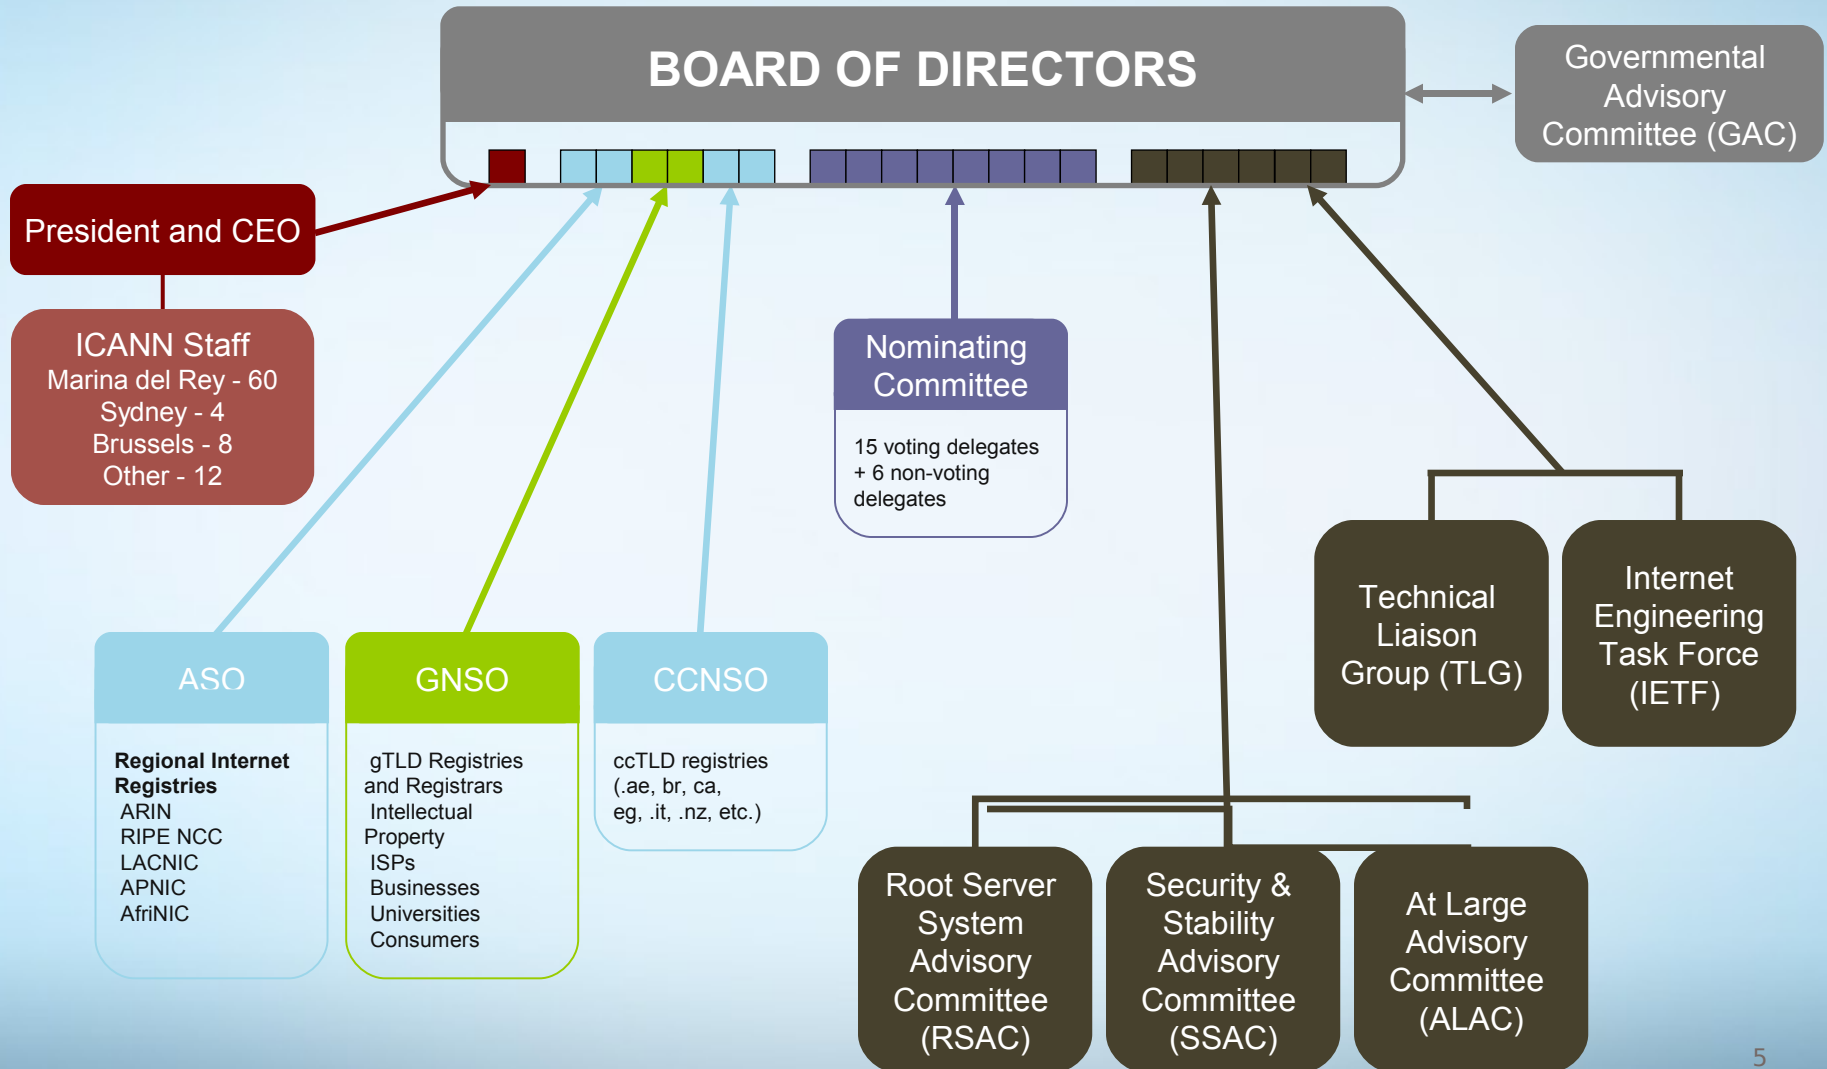 BOARD OF DIRECTORS
Governmental
Advisory
Committee (GAC)
President and CEO
ICANN Staff
Marina del Rey - 60
Sydney - 4
Brussels - 8
Other - 12
Nominating
Committee
15 voting delegates
+ 6 non-voting
delegates
Technical
Liaison
Group (TLG)
Internet
Engineering
Task Force
(IETF)
ASO
Regional Internet
Registries
ARIN
RIPE NCC
LACNIC
APNIC
AfriNIC
GNSO
gTLD Registries
and Registrars
Intellectual
Property
ISPs
Businesses
Universities
Consumers
CCNSO
ccTLD registries
(.ae, br, ca,
eg, .it, .nz, etc.)
Root Server
System
Advisory
Committee
(RSAC)
Security &
Stability
Advisory
Committee
(SSAC)
At Large
Advisory
Committee
(ALAC)
5